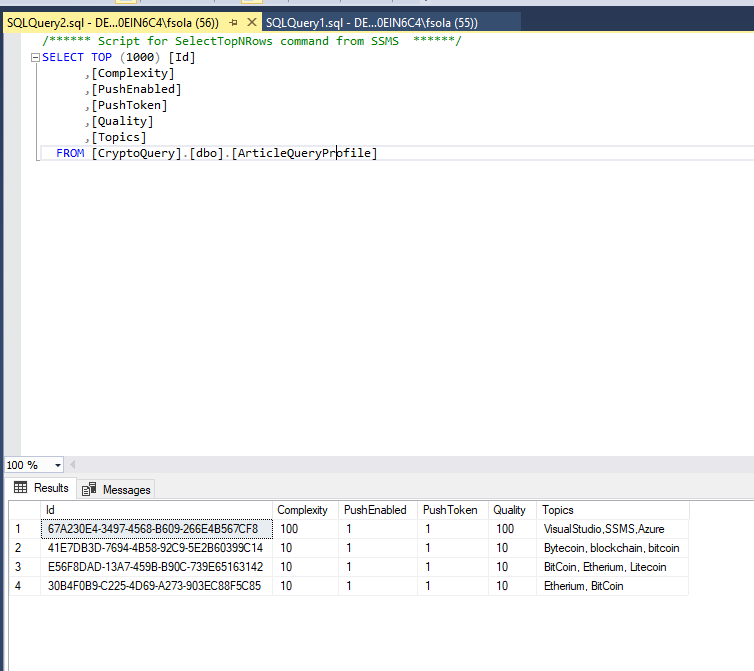 SQLQuery2.sql - DE...0EIN6C4\fsola (56))
SQLQuery1.sql - DE...0EIN6C4\fsola (55))
/****** Script for SelectTopNRows command from SSMS  ******/
SELECT TOP (1000) [Id]
,[Complexity]
,[PushEnabled]
,[PushToken]
,[Quality]
,[Topics]
FROM [CryptoQuery].[dbo].[ArticleQueryProfile]
100 %
Results Messages
Id Complexity PushEnabled PushToken Quality Topics
1 67A230E4-3497-4568-B609-266E4B567CF8 100 1 1 100 VisualStudio,SSMS,Azure
2 41E7DB3D-7694-4B58-92C9-5E2B60399C14 10 1 1 10 Bytecoin, blockchain, bitcoin
3 E56F8DAD-13A7-459B-B90C-739E65163142 10 1 1 10 BitCoin, Etherium, Litecoin
4 30B4F0B9-C225-4D69-A273-903EC88F5C85 10 1 1 10 Etherium, BitCoin